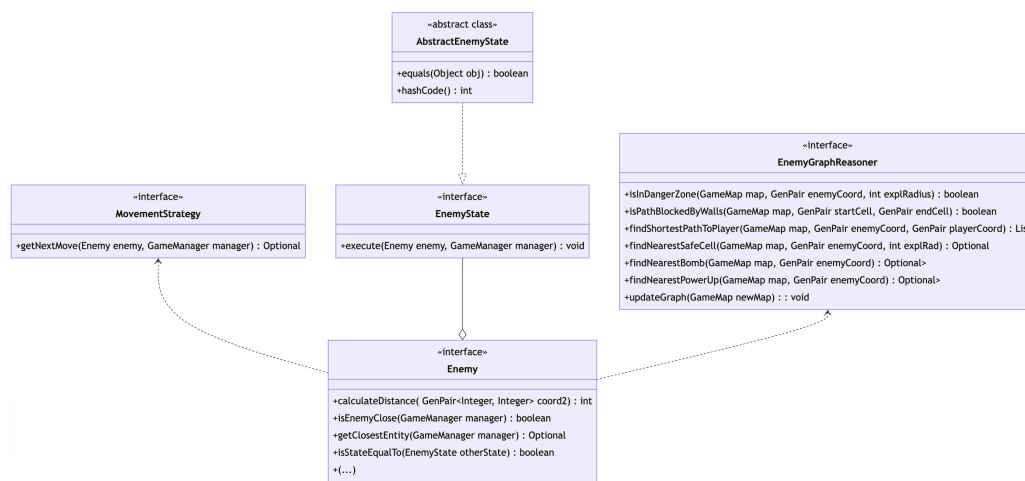 «abstract class»
AbstractEnemyState
+equals(Object obj) : boolean
+hashCode() : int
«interface»
MovementStrategy
+getNextMove(Enemy enemy, GameManager manager) : Optional
«interface»
EnemyState
+execute(Enemy enemy, GameManager manager) : void
«interface»
EnemyGraphReasoner
+isInDangerZone(GameMap map, GenPair enemyCoord, int explRadius) : boolean
+isPathBlockedByWalls(GameMap map, GenPair startCell, GenPair endCell) : boolean
+findShortestPathToPlayer(GameMap map, GenPair enemyCoord, GenPair playerCoord) : Lis
+findNearestSafeCell(GameMap map, GenPair enemyCoord, int explRad) : Optional
+findNearestBomb(GameMap map, GenPair enemyCoord) : Optional>
+findNearestPowerUp(GameMap map, GenPair enemyCoord) : Optional>
+updateGraph(GameMap newMap) : : void
«interface»
Enemy
+calculateDistance( GenPair<Integer, Integer> coord2) : int
+isEnemyClose(GameManager manager) : boolean
+getClosestEntity(GameManager manager) : Optional
+isStateEqualTo(EnemyState otherState) : boolean
+(...)